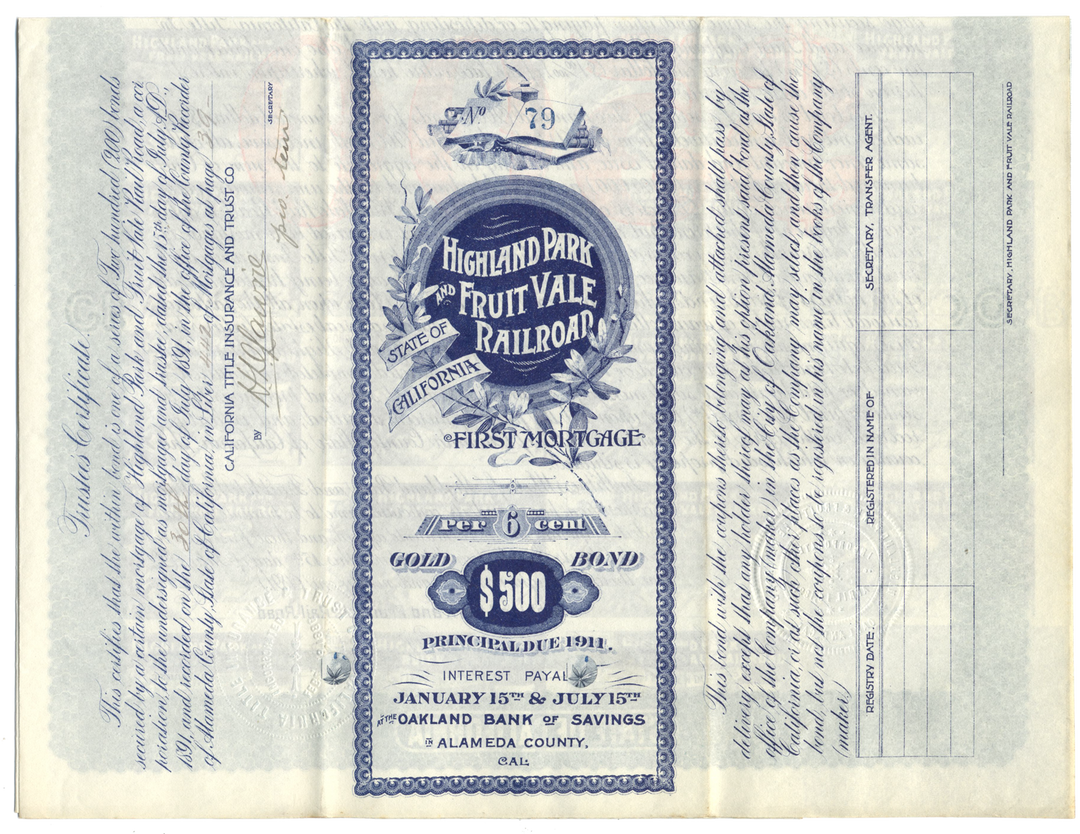 Trustee's Certificate.
This certifies that the within bond is one of a series of Two hundred (200) bonds
secured by a certain mortgage of Highland Park and Fruit Vale Rail Road, a cor-
poration, to the undersigned as mortgagee and trustee, dated the 15th day of July, A.D.,
1891, and recorded on the 30th day of July 1891, in the office of the County Recorder
of Alameda County, State of California, in Liber 442 of Mortgages at page 39
CALIFORNIA TITLE INSURANCE AND TRUST CO
BY
SECRETARY
pro tem
No 79
HIGHLAND PARK
AND FRUIT VALE
RAILROAD
STATE OF
CALIFORNIA
FIRST MORTGAGE
Per 6 cent
GOLD BOND
$500
PRINCIPAL DUE 1911.
INTEREST PAYAL
JANUARY 15TH & JULY 15TH
AT THE OAKLAND BANK OF SAVINGS
IN ALAMEDA COUNTY,
CAL.
This bond with the coupons thereto belonging and attached shall pass by
delivery, except that any holder thereof may at his option present said bond at the
office of the Company (maker) in the City of Oakland, Alameda County, State of
California, or at such other places as the Company may select, and then cause the
bond, but not the coupons, to be registered in his name in the books of the Company
(maker)
REGISTRY DATE. REGISTERED IN NAME OF SECRETARY, TRANSFER AGENT.
SECRETARY, HIGHLAND PARK AND FRUIT VALE RAILROAD